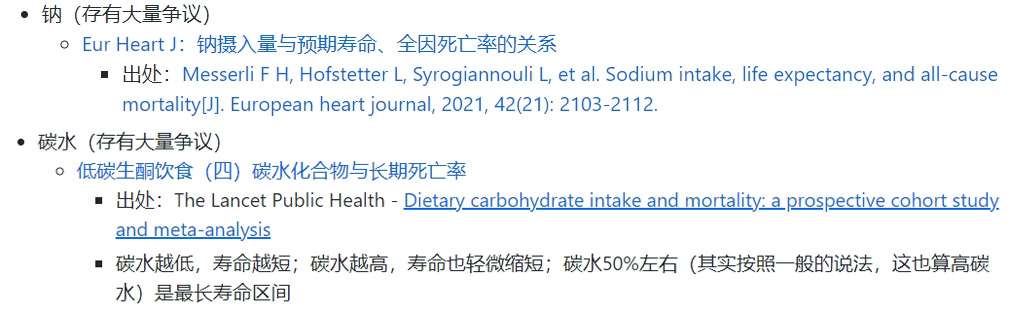 钠（存有大量争议）
Eur Heart J：钠摄入量与预期寿命、全因死亡率的关系
出处：Messerli F H, Hofstetter L, Syrogiannouli L, et al. Sodium intake, life expectancy, and all-cause
mortality[J]. European heart journal, 2021, 42(21): 2103-2112.
碳水（存有大量争议）
低碳生酮饮食（四）碳水化合物与长期死亡率
出处：The Lancet Public Health - Dietary carbohydrate intake and mortality: a prospective cohort study
and meta-analysis
碳水越低，寿命越短；碳水越高，寿命也轻微缩短；碳水50%左右（其实按照一般的说法，这也算高碳
水）是最长寿命区间